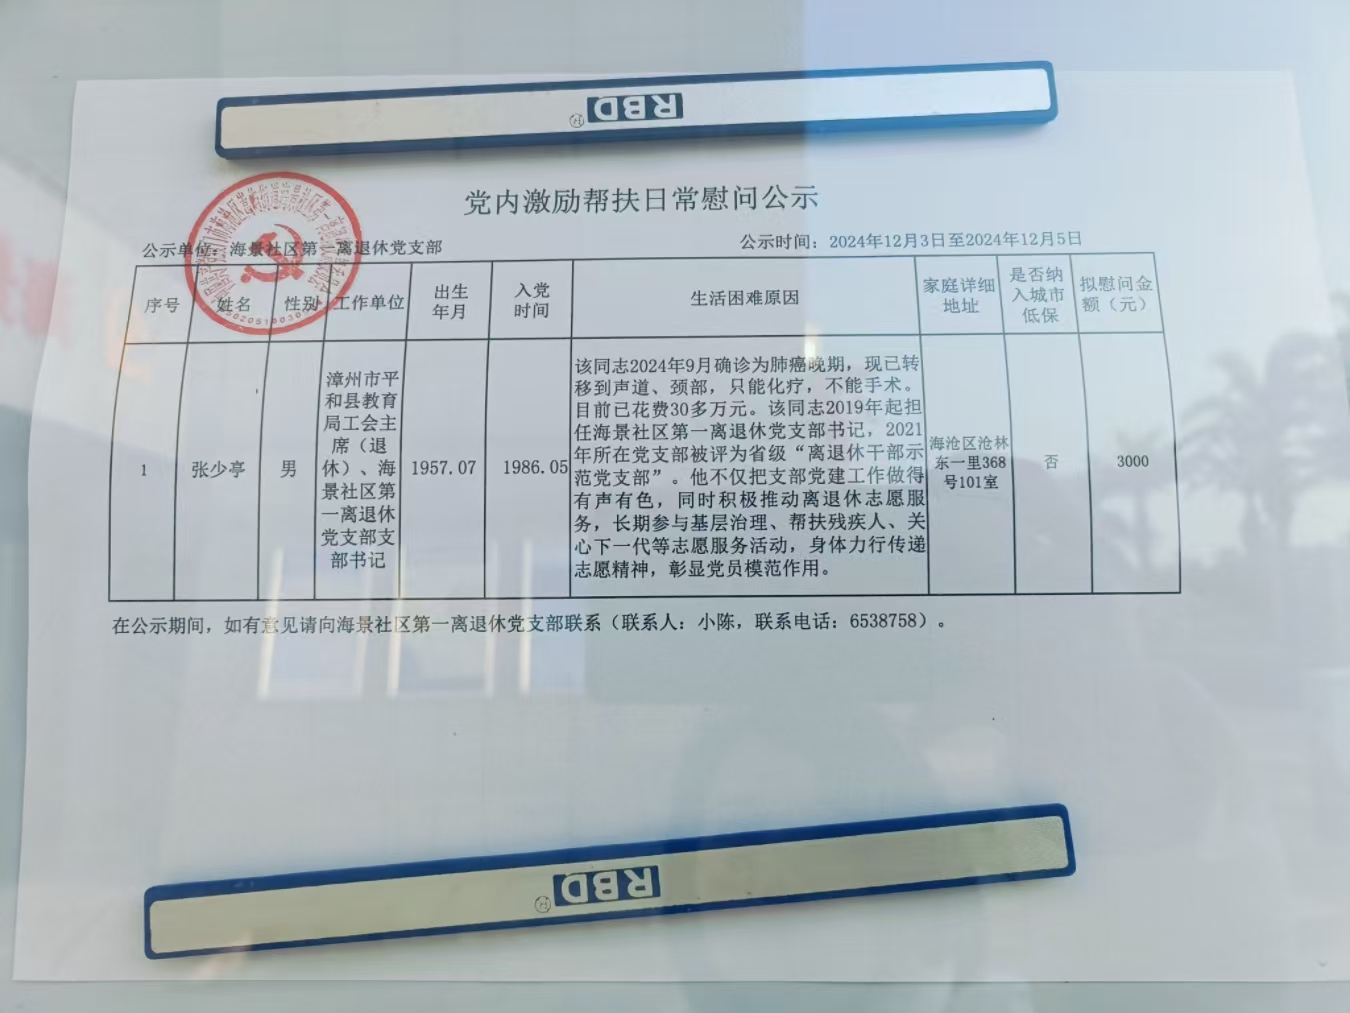 RBD
党内激励帮扶日常慰问公示
公示单位：海景社区第一离退休党支部
公示时间：2024年12月3日至2024年12月5日
序号
姓名
性别
工作单位
出生
年月
入党
时间
生活困难原因
家庭详细
地址
是否纳
入城市
低保
拟慰问金
额（元）
1
张少亭
男
漳州市平
和县教育
局工会主
席（退
休）、海
景社区第
一离退休
党支部支
部书记
1957.07
1986.05
该同志2024年9月确诊为肺癌晚期，现已转
移到声道、颈部，只能化疗，不能手术。
目前已花费30多万元。该同志2019年起担
任海景社区第一离退休党支部书记，2021
年所在党支部被评为省级“离退休干部示
范党支部”。他不仅把支部党建工作做得
有声有色，同时积极推动离退休志愿服
务，长期参与基层治理、帮扶残疾人、关
心下一代等志愿服务活动，身体力行传递
志愿精神，彰显党员模范作用。
海沧区沧林
东一里368
号101室
否
3000
在公示期间，如有意见请向海景社区第一离退休党支部联系（联系人：小陈，联系电话：6538758）。
RBD